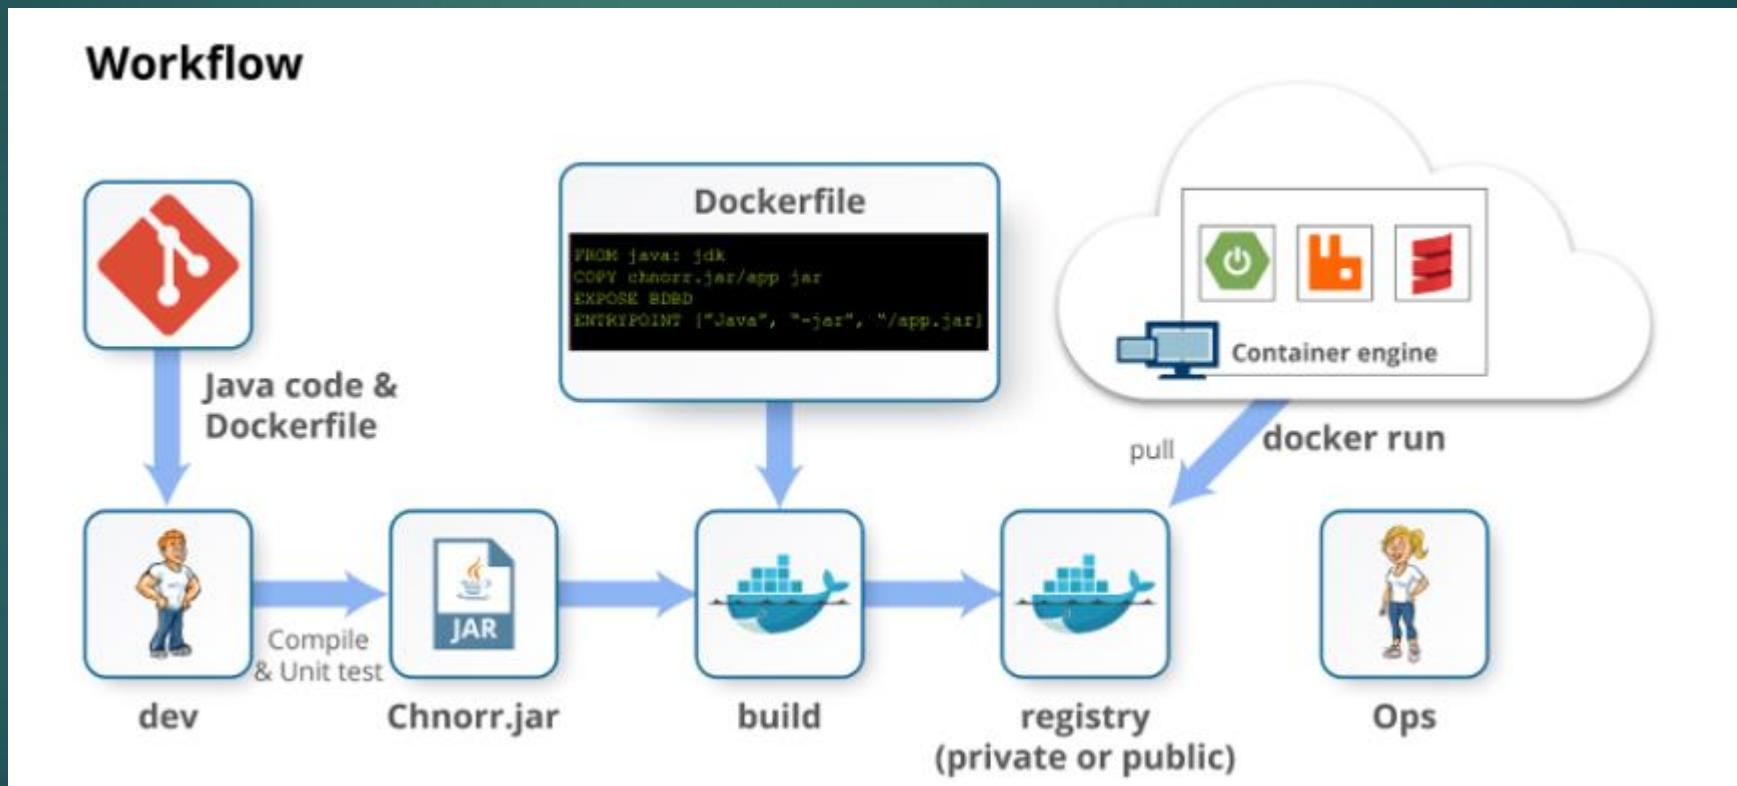 Workflow
Dockerfile
FROM java: jdk
COPY chnorr.jar/app jar
EXPOSE BDBD
ENTRYPOINT ["Java", "-jar", "/app.jar]
Container engine
Java code &
Dockerfile
pull
docker run
JAR
Compile
& Unit test
dev
Chnorr.jar
build
registry
(private or public)
Ops